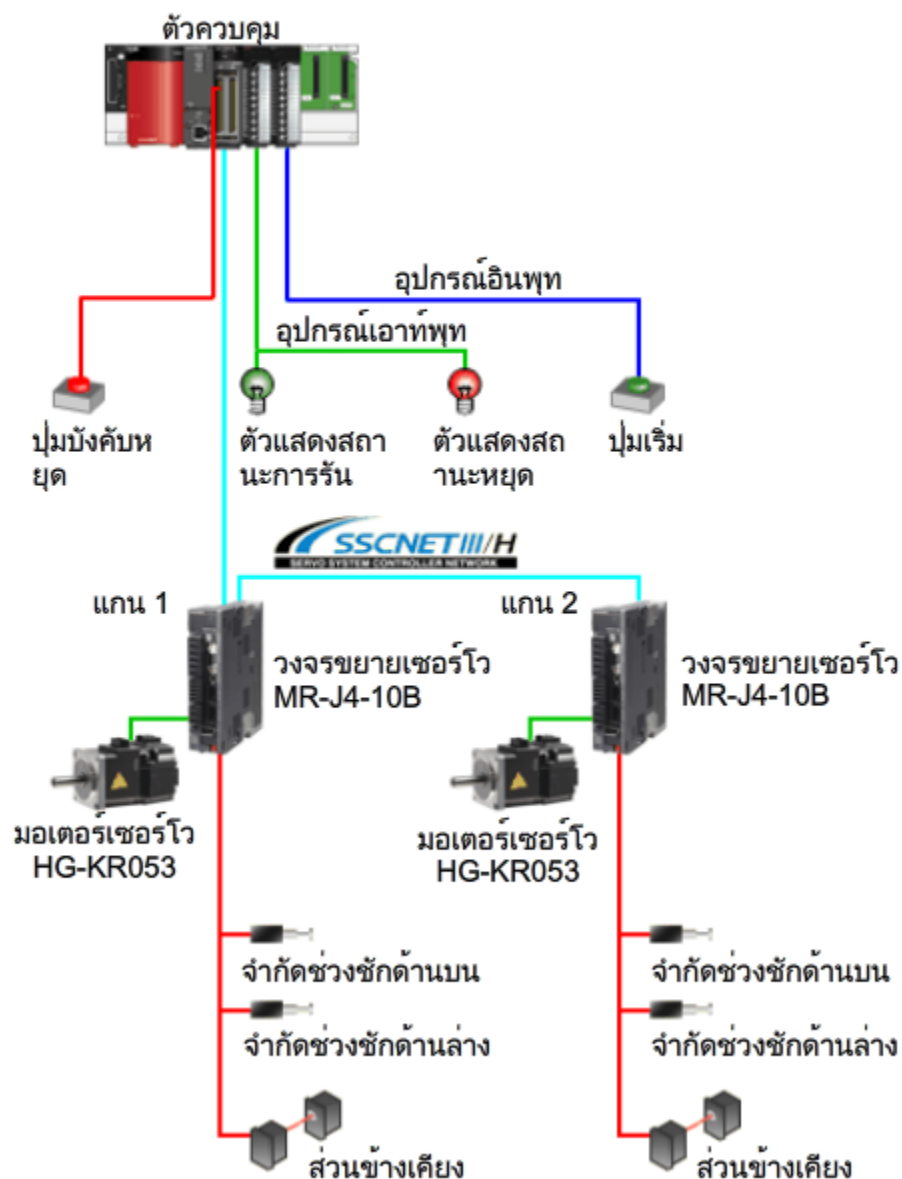 ตัวควบคุม
อุปกรณ์อินพุท
อุปกรณ์เอาท์พุท
ปุ่มบังคับห
ยุด
ตัวแสดงสถา
นะการรัน
ตัวแสดงสถ
านะหยุด
ปุ่มเริ่ม
SSCNETIII/H
SERVO SYSTEM CONTROLLER NETWORK
แกน 1
แกน 2
วงจรขยายเซอร์โว
MR-J4-10B
วงจรขยายเซอร์โว
MR-J4-10B
มอเตอร์เซอร์โว
HG-KR053
มอเตอร์เซอร์โว
HG-KR053
จำกัดช่วงชักด้านบน
จำกัดช่วงชักด้านบน
จำกัดช่วงชักด้านล่าง
จำกัดช่วงชักด้านล่าง
ส่วนข้างเคียง
ส่วนข้างเคียง